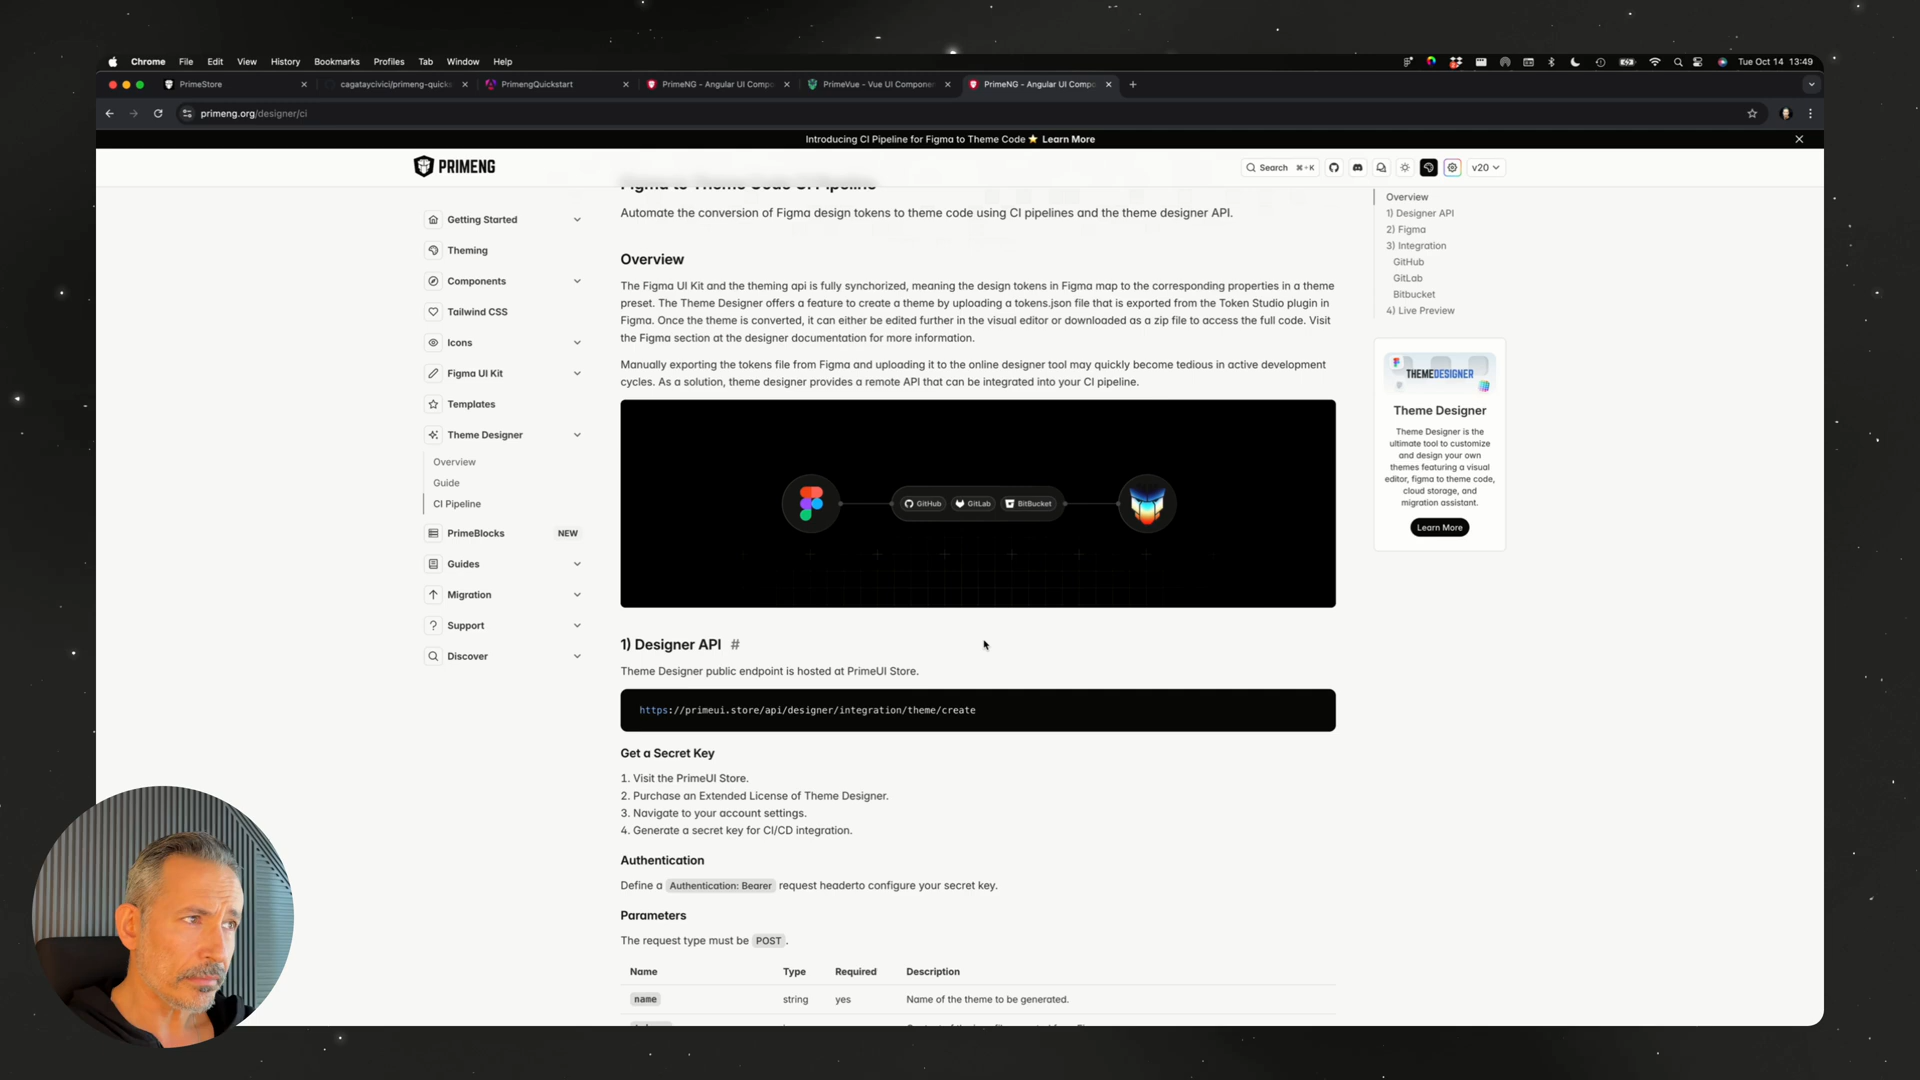 Chrome File Edit View History Bookmarks Profiles Tab Window Help
Tue Oct 14 13:49
PrimeStore
cagataycivici/primeng-quicks
PrimengQuickstart
PrimeNG - Angular UI Compo
PrimeVue - Vue UI Componen
PrimeNG - Angular UI Compo
primeng.org/designer/ci
Introducing CI Pipeline for Figma to Theme Code ⭐ Learn More
PRIMENG
Search ⌘+K
v20
Figma to Theme Code CI Pipeline
Automate the conversion of Figma design tokens to theme code using CI pipelines and the theme designer API.
Getting Started
Theming
Components
Tailwind CSS
Icons
Figma UI Kit
Templates
Theme Designer
Overview
Guide
CI Pipeline
PrimeBlocks NEW
Guides
Migration
Support
Discover
Overview
The Figma UI Kit and the theming api is fully synchorized, meaning the design tokens in Figma map to the corresponding properties in a theme
preset. The Theme Designer offers a feature to create a theme by uploading a tokens.json file that is exported from the Token Studio plugin in
Figma. Once the theme is converted, it can either be edited further in the visual editor or downloaded as a zip file to access the full code. Visit
the Figma section at the designer documentation for more information.
Manually exporting the tokens file from Figma and uploading it to the online designer tool may quickly become tedious in active development
cycles. As a solution, theme designer provides a remote API that can be integrated into your CI pipeline.
GitHub GitLab BitBucket
1) Designer API #
Theme Designer public endpoint is hosted at PrimeUI Store.
https://primeui.store/api/designer/integration/theme/create
Get a Secret Key
1. Visit the PrimeUI Store.
2. Purchase an Extended License of Theme Designer.
3. Navigate to your account settings.
4. Generate a secret key for CI/CD integration.
Authentication
Define a Authentication: Bearer request headerto configure your secret key.
Parameters
The request type must be POST.
Name Type Required Description
name string yes Name of the theme to be generated.
Overview
1) Designer API
2) Figma
3) Integration
GitHub
GitLab
Bitbucket
4) Live Preview
THEMEDESIGNER
Theme Designer
Theme Designer is the
ultimate tool to customize
and design your own
themes featuring a visual
editor, figma to theme code,
cloud storage, and
migration assistant.
Learn More